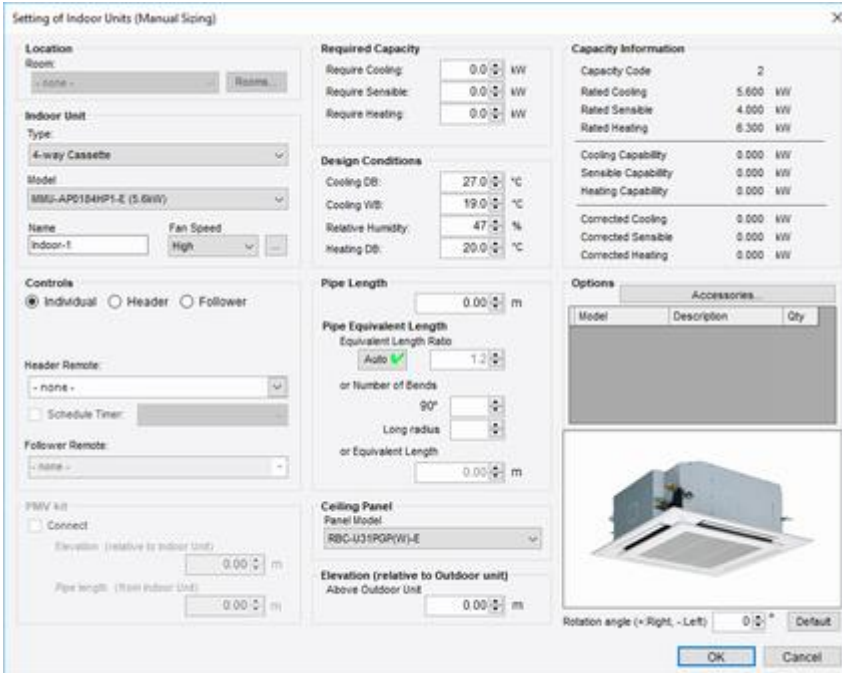 Setting of Indoor Units (Manual Sizing)
Location
Room:
- none -
Rooms...
Indoor Unit
Type:
4-way Cassette
Model
MMU-AP0184HP1-E (5.6kW)
Name
Fan Speed
Indoor-1
High
...
Controls
Individual
Header
Follower
Header Remote:
- none -
Schedule Timer:
Follower Remote:
- none -
PMV kit
Connect
Elevation (relative to Indoor Unit)
0.00 m
Pipe length (from Indoor Unit)
0.00 m
Required Capacity
Require Cooling: 0.0 kW
Require Sensible: 0.0 kW
Require Heating: 0.0 kW
Design Conditions
Cooling DB: 27.0 °C
Cooling WB: 19.0 °C
Relative Humidity: 47 %
Heating DB: 20.0 °C
Pipe Length
0.00 m
Pipe Equivalent Length
Equivalent Length Ratio
Auto 1.2
or Number of Bends
90°
Long radius
or Equivalent Length
0.00 m
Ceiling Panel
Panel Model
RBC-U31PGP(W)-E
Elevation (relative to Outdoor unit)
Above Outdoor Unit
0.00 m
Capacity Information
Capacity Code 2
Rated Cooling 5.600 kW
Rated Sensible 4.000 kW
Rated Heating 6.300 kW
Cooling Capability 0.000 kW
Sensible Capability 0.000 kW
Heating Capability 0.000 kW
Corrected Cooling 0.000 kW
Corrected Sensible 0.000 kW
Corrected Heating 0.000 kW
Options
Accessories...
Model Description Qty
Rotation angle (+:Right, -:Left) 0 ° Default
OK Cancel